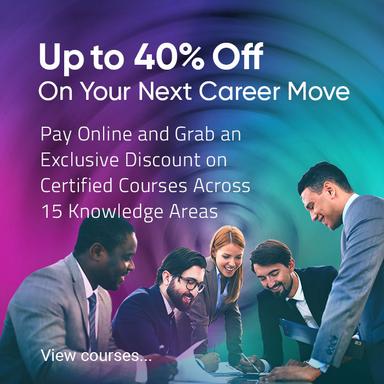 Up to 40% Off
On Your Next Career Move
Pay Online and Grab an
Exclusive Discount on
Certified Courses Across
15 Knowledge Areas
View courses...